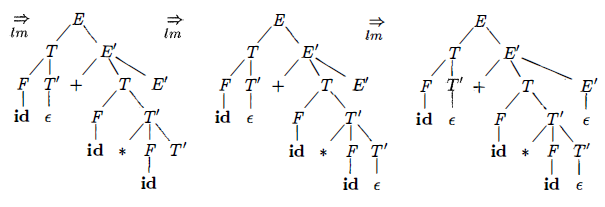 ⇒ E ⇒ E ⇒ E
lm T E′ lm T E′ lm T E′
F T′ + T E′ F T′ + T E′ F T′ + T E′
id ϵ F T′ id ϵ F T′ id ϵ F T′ ϵ
id * F T′ id * F T′ id * F T′
id id ϵ id ϵ